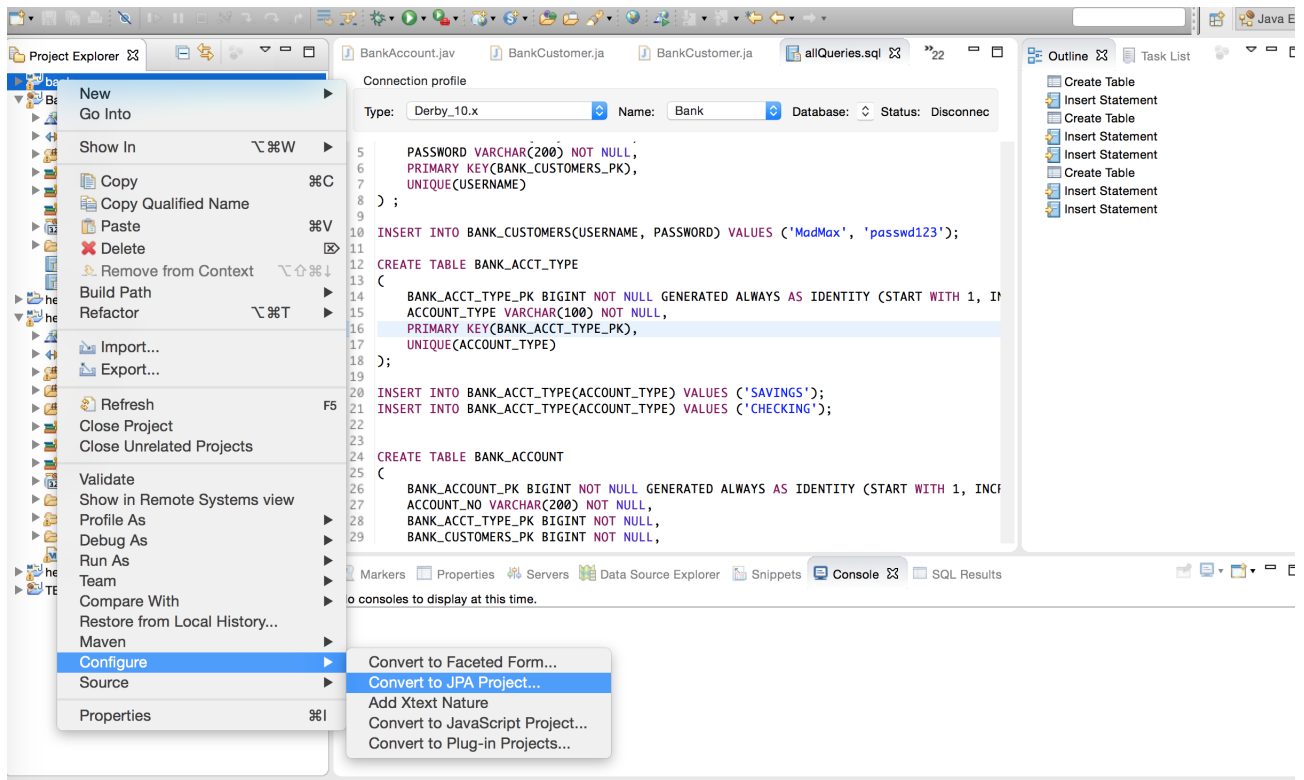 Java E
Project Explorer
BankAccount.jav
BankCustomer.ja
BankCustomer.ja
allQueries.sql
22
Outline
Task List
Connection profile
Type:
Derby_10.x
Name:
Bank
Database:
Status:
Disconnec
New
Go Into
Show In ⌥⌘W
Copy ⌘C
Copy Qualified Name
Paste ⌘V
Delete ⌦
Remove from Context ⌥⇧⌘↓
Build Path
Refactor ⌥⌘T
Import...
Export...
Refresh F5
Close Project
Close Unrelated Projects
Validate
Show in Remote Systems view
Profile As
Debug As
Run As
Team
Compare With
Restore from Local History...
Maven
Configure
Source
Properties ⌘I
Convert to Faceted Form...
Convert to JPA Project...
Add Xtext Nature
Convert to JavaScript Project...
Convert to Plug-in Projects...
ban
Ba
he
he
he
TE
5 PASSWORD VARCHAR(200) NOT NULL,
6 PRIMARY KEY(BANK_CUSTOMERS_PK),
7 UNIQUE(USERNAME)
8 ) ;
9
10 INSERT INTO BANK_CUSTOMERS(USERNAME, PASSWORD) VALUES ('MadMax', 'passwd123');
11
12 CREATE TABLE BANK_ACCT_TYPE
13 (
14 BANK_ACCT_TYPE_PK BIGINT NOT NULL GENERATED ALWAYS AS IDENTITY (START WITH 1, IN
15 ACCOUNT_TYPE VARCHAR(100) NOT NULL,
16 PRIMARY KEY(BANK_ACCT_TYPE_PK),
17 UNIQUE(ACCOUNT_TYPE)
18 );
19
20 INSERT INTO BANK_ACCT_TYPE(ACCOUNT_TYPE) VALUES ('SAVINGS');
21 INSERT INTO BANK_ACCT_TYPE(ACCOUNT_TYPE) VALUES ('CHECKING');
22
23
24 CREATE TABLE BANK_ACCOUNT
25 (
26 BANK_ACCOUNT_PK BIGINT NOT NULL GENERATED ALWAYS AS IDENTITY (START WITH 1, INCR
27 ACCOUNT_NO VARCHAR(200) NOT NULL,
28 BANK_ACCT_TYPE_PK BIGINT NOT NULL,
29 BANK_CUSTOMERS_PK BIGINT NOT NULL,
Create Table
Insert Statement
Create Table
Insert Statement
Insert Statement
Create Table
Insert Statement
Insert Statement
Markers
Properties
Servers
Data Source Explorer
Snippets
Console
SQL Results
o consoles to display at this time.